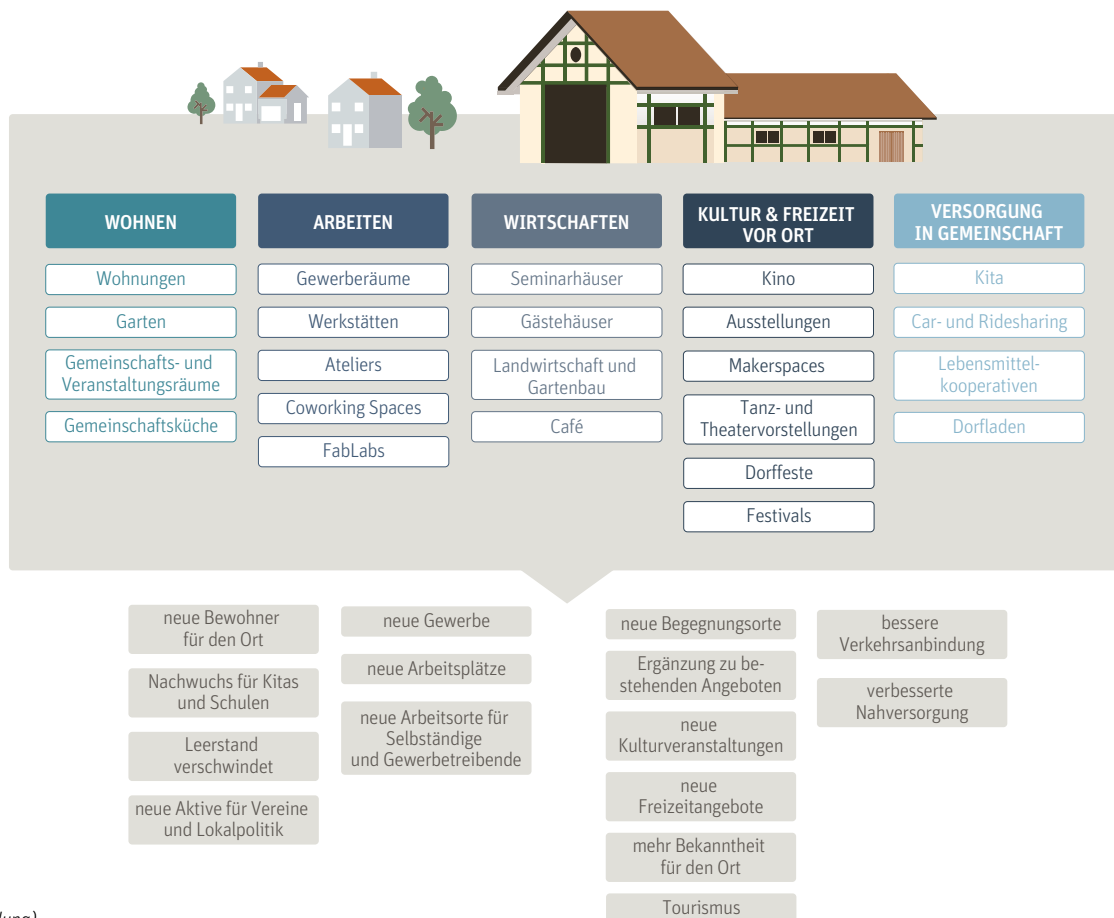 WOHNEN
Wohnungen
Garten
Gemeinschafts- und
Veranstaltungsräume
Gemeinschaftsküche
ARBEITEN
Gewerberäume
Werkstätten
Ateliers
Coworking Spaces
FabLabs
WIRTSCHAFTEN
Seminarhäuser
Gästehäuser
Landwirtschaft und
Gartenbau
Café
KULTUR & FREIZEIT
VOR ORT
Kino
Ausstellungen
Makerspaces
Tanz- und
Theatervorstellungen
Dorffeste
Festivals
VERSORGUNG
IN GEMEINSCHAFT
Kita
Car- und Ridesharing
Lebensmittel-
kooperativen
Dorfladen
neue Bewohner
für den Ort
Nachwuchs für Kitas
und Schulen
Leerstand
verschwindet
neue Aktive für Vereine
und Lokalpolitik
neue Gewerbe
neue Arbeitsplätze
neue Arbeitsorte für
Selbständige
und Gewerbetreibende
neue Begegnungsorte
Ergänzung zu be-
stehenden Angeboten
neue
Kulturveranstaltungen
neue
Freizeitangebote
mehr Bekanntheit
für den Ort
Tourismus
bessere
Verkehrsanbindung
verbesserte
Nahversorgung